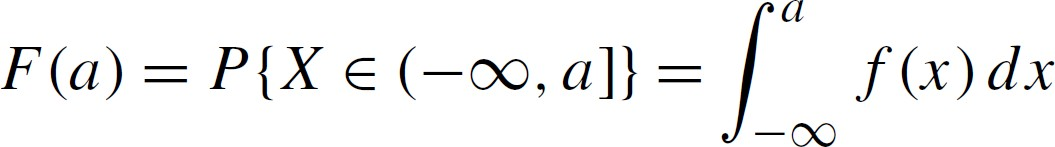 F(a) = P{X ∈ (−∞, a]} = ∫_{−∞}^{a} f(x) dx